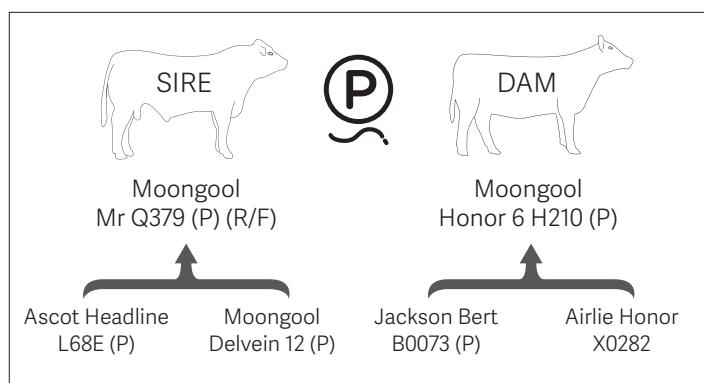 SIRE
P
DAM
Moongool
Mr Q379 (P) (R/F)
Moongool
Honor 6 H210 (P)
Ascot Headline
L68E (P)
Moongool
Delvein 12 (P)
Jackson Bert
B0073 (P)
Airlie Honor
X0282